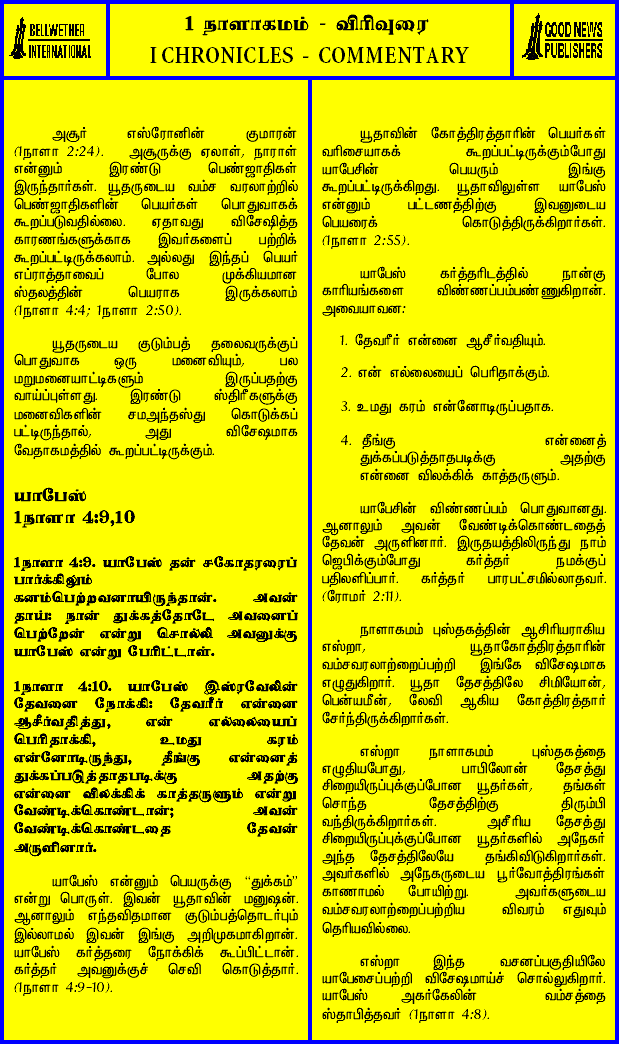 BELLWETHER
INTERNATIONAL
1 நாளாகமம் - விரிவுரை
I CHRONICLES - COMMENTARY
GOOD NEWS
PUBLISHERS
அசூர் எஸ்ரோனின் குமாரன்
(1நாளா 2:24). அசூருக்கு ஏலாள், நாராள்
என்னும் இரண்டு பெண்ஜாதிகள்
இருந்தார்கள். யூதருடைய வம்ச வரலாற்றில்
பெண்ஜாதிகளின் பெயர்கள் பொதுவாகக்
கூறப்படுவதில்லை. ஏதாவது விசேஷித்த
காரணங்களுக்காக இவர்களைப் பற்றிக்
கூறப்பட்டிருக்கலாம். அல்லது இந்தப் பெயர்
எப்ராத்தாவைப் போல முக்கியமான
ஸ்தலத்தின் பெயராக இருக்கலாம்
(1நாளா 4:4; 1நாளா 2:50).
யூதருடைய குடும்பத் தலைவருக்குப்
பொதுவாக ஒரு மனைவியும், பல
மறுமனையாட்டிகளும் இருப்பதற்கு
வாய்ப்புள்ளது. இரண்டு ஸ்திரீகளுக்கு
மனைவிகளின் சமஅந்தஸ்து கொடுக்கப்
பட்டிருந்தால், அது விசேஷமாக
வேதாகமத்தில் கூறப்பட்டிருக்கும்.
யாபேஸ்
1நாளா 4:9,10
1நாளா 4:9. யாபேஸ் தன் சகோதரரைப்
பார்க்கிலும்
கனம்பெற்றவனாயிருந்தான். அவன்
தாய்: நான் துக்கத்தோடே அவனைப்
பெற்றேன் என்று சொல்லி அவனுக்கு
யாபேஸ் என்று பேரிட்டாள்.
1நாளா 4:10. யாபேஸ் இஸ்ரவேலின்
தேவனை நோக்கி: தேவரீர் என்னை
ஆசீர்வதித்து, என் எல்லையைப்
பெரிதாக்கி, உமது கரம்
என்னோடிருந்து, தீங்கு என்னைத்
துக்கப்படுத்தாதபடிக்கு அதற்கு
என்னை விலக்கிக் காத்தருளும் என்று
வேண்டிக்கொண்டான்; அவன்
வேண்டிக்கொண்டதை தேவன்
அருளினார்.
யாபேஸ் என்னும் பெயருக்கு “துக்கம்”
என்று பொருள். இவன் யூதாவின் மனுஷன்.
ஆனாலும் எந்தவிதமான குடும்பத்தொடர்பும்
இல்லாமல் இவன் இங்கு அறிமுகமாகிறான்.
யாபேஸ் கர்த்தரை நோக்கிக் கூப்பிட்டான்.
கர்த்தர் அவனுக்குச் செவி கொடுத்தார்.
(1நாளா 4:9-10).
யூதாவின் கோத்திரத்தாரின் பெயர்கள்
வரிசையாகக் கூறப்பட்டிருக்கும்போது
யாபேசின் பெயரும் இங்கு
கூறப்பட்டிருக்கிறது. யூதாவிலுள்ள யாபேஸ்
என்னும் பட்டணத்திற்கு இவனுடைய
பெயரைக் கொடுத்திருக்கிறார்கள்.
(1நாளா 2:55).
யாபேஸ் கர்த்தரிடத்தில் நான்கு
காரியங்களை விண்ணப்பம்பண்ணுகிறான்.
அவையாவன:
1. தேவரீர் என்னை ஆசீர்வதியும்.
2. என் எல்லையைப் பெரிதாக்கும்.
3. உமது கரம் என்னோடிருப்பதாக.
4. தீங்கு என்னைத்
துக்கப்படுத்தாதபடிக்கு அதற்கு
என்னை விலக்கிக் காத்தருளும்.
யாபேசின் விண்ணப்பம் பொதுவானது.
ஆனாலும் அவன் வேண்டிக்கொண்டதைத்
தேவன் அருளினார். இருதயத்திலிருந்து நாம்
ஜெபிக்கும்போது கர்த்தர் நமக்குப்
பதிலளிப்பார். கர்த்தர் பாரபட்சமில்லாதவர்.
(ரோமர் 2:11).
நாளாகமம் புஸ்தகத்தின் ஆசிரியராகிய
எஸ்றா, யூதாகோத்திரத்தாரின்
வம்சவரலாற்றைப்பற்றி இங்கே விசேஷமாக
எழுதுகிறார். யூதா தேசத்திலே சிமியோன்,
பென்யமீன், லேவி ஆகிய கோத்திரத்தார்
சேர்ந்திருக்கிறார்கள்.
எஸ்றா நாளாகமம் புஸ்தகத்தை
எழுதியபோது, பாபிலோன் தேசத்து
சிறையிருப்புக்குப்போன யூதர்கள், தங்கள்
சொந்த தேசத்திற்கு திரும்பி
வந்திருக்கிறார்கள். அசீரிய தேசத்து
சிறையிருப்புக்குப்போன யூதர்களில் அநேகர்
அந்த தேசத்திலேயே தங்கிவிடுகிறார்கள்.
அவர்களில் அநேகருடைய பூர்வோத்திரங்கள்
காணாமல் போயிற்று. அவர்களுடைய
வம்சவரலாற்றைப்பற்றிய விவரம் எதுவும்
தெரியவில்லை.
எஸ்றா இந்த வசனப்பகுதியிலே
யாபேசைப்பற்றி விசேஷமாய்ச் சொல்லுகிறார்.
யாபேஸ் அகர்கேலின் வம்சத்தை
ஸ்தாபித்தவர் (1நாளா 4:8).